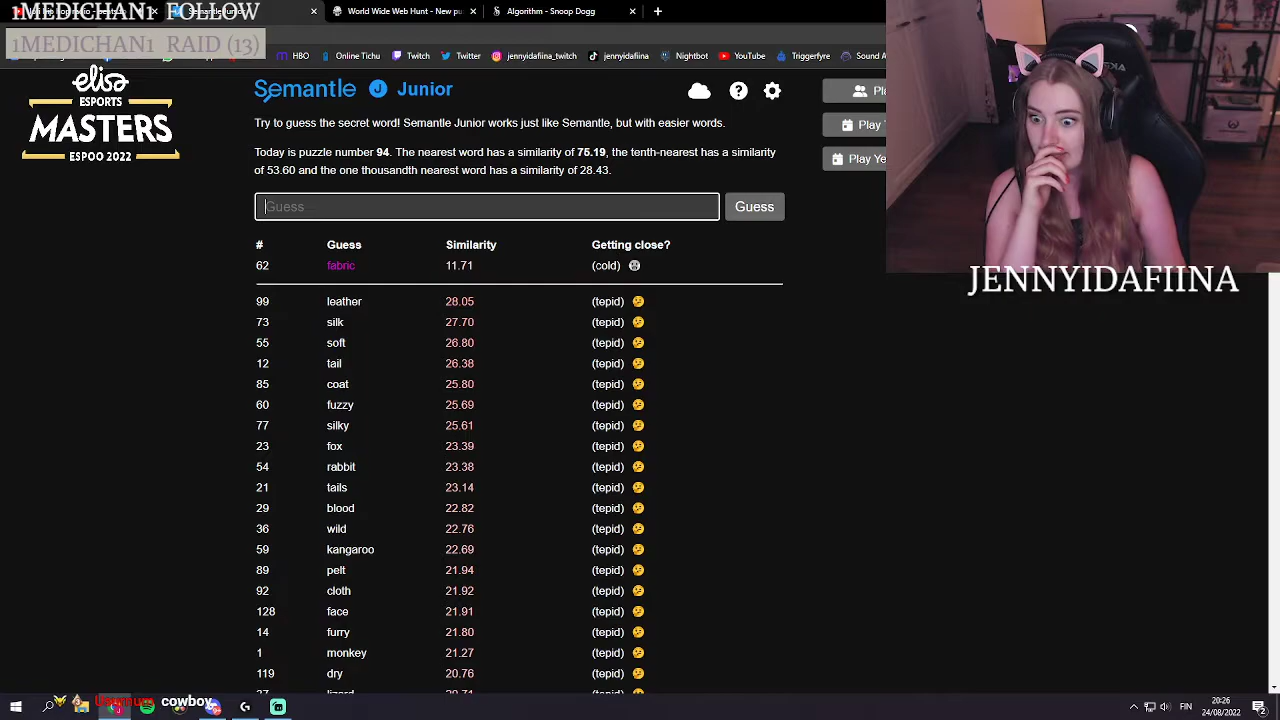 1MEDICHAN1 FOLLOW
1MEDICHAN1 RAID (13)
World Wide Web Hunt - New pu
Algorithm - Snoop Dogg
HBO
Online Tichu
Twitch
Twitter
jennyidafiina_twitch
jennyidafiina
Nightbot
YouTube
Triggerfyre
Sound A
elisa
ESPORTS
MASTERS
ESPOO 2022
Semantle J Junior
Try to guess the secret word! Semantle Junior works just like Semantle, but with easier words.
Today is puzzle number 94. The nearest word has a similarity of 75.19, the tenth-nearest has a similarity
of 53.60 and the one thousandth nearest word has a similarity of 28.43.
Guess
Guess
Pla
Play T
Play Ye
# Guess Similarity Getting close?
62 fabric 11.71 (cold)
99 leather 28.05 (tepid)
73 silk 27.70 (tepid)
55 soft 26.80 (tepid)
12 tail 26.38 (tepid)
85 coat 25.80 (tepid)
60 fuzzy 25.69 (tepid)
77 silky 25.61 (tepid)
23 fox 23.39 (tepid)
54 rabbit 23.38 (tepid)
21 tails 23.14 (tepid)
29 blood 22.82 (tepid)
36 wild 22.76 (tepid)
59 kangaroo 22.69 (tepid)
89 pelt 21.94 (tepid)
92 cloth 21.92 (tepid)
128 face 21.91 (tepid)
14 furry 21.80 (tepid)
1 monkey 21.27 (tepid)
119 dry 20.76 (tepid)
JENNYIDAFIINA
cowboy
FIN
20:26
24/08/2022
2